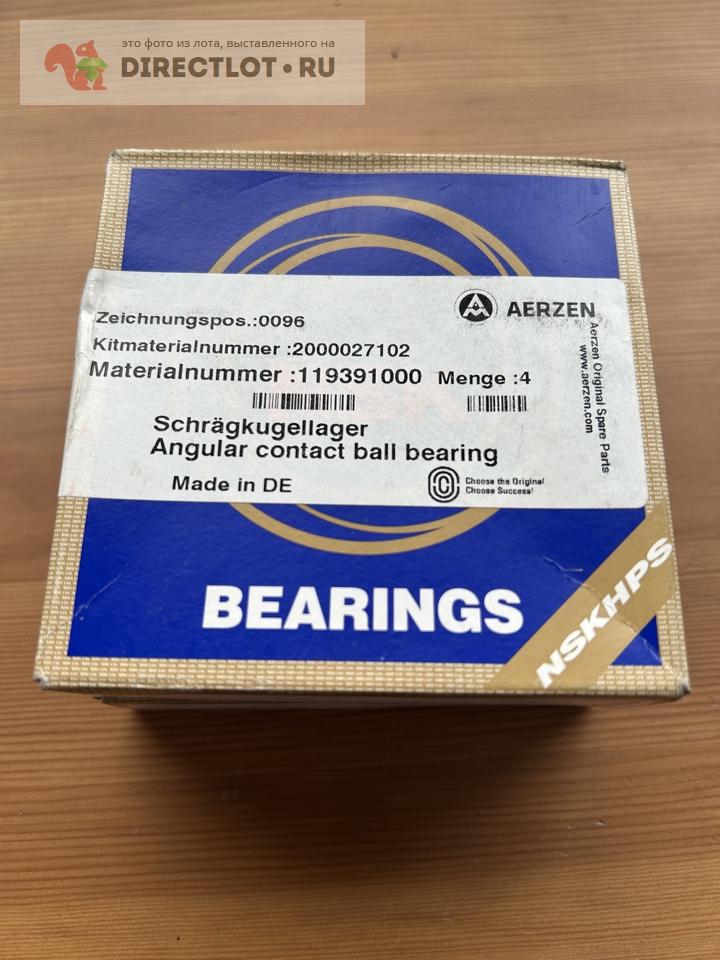 это фото из лота, выставленного на
DIRECTLOT•RU
AERZEN
Zeichnungspos.:0096
Kitmaterialnummer :2000027102
Materialnummer :119391000 Menge :4
Schrägkugellager
Angular contact ball bearing
Made in DE
Choose the Original
Choose Success!
Aerzen Original Spare Parts
www.aerzen.com
BEARINGS
NSKHPS